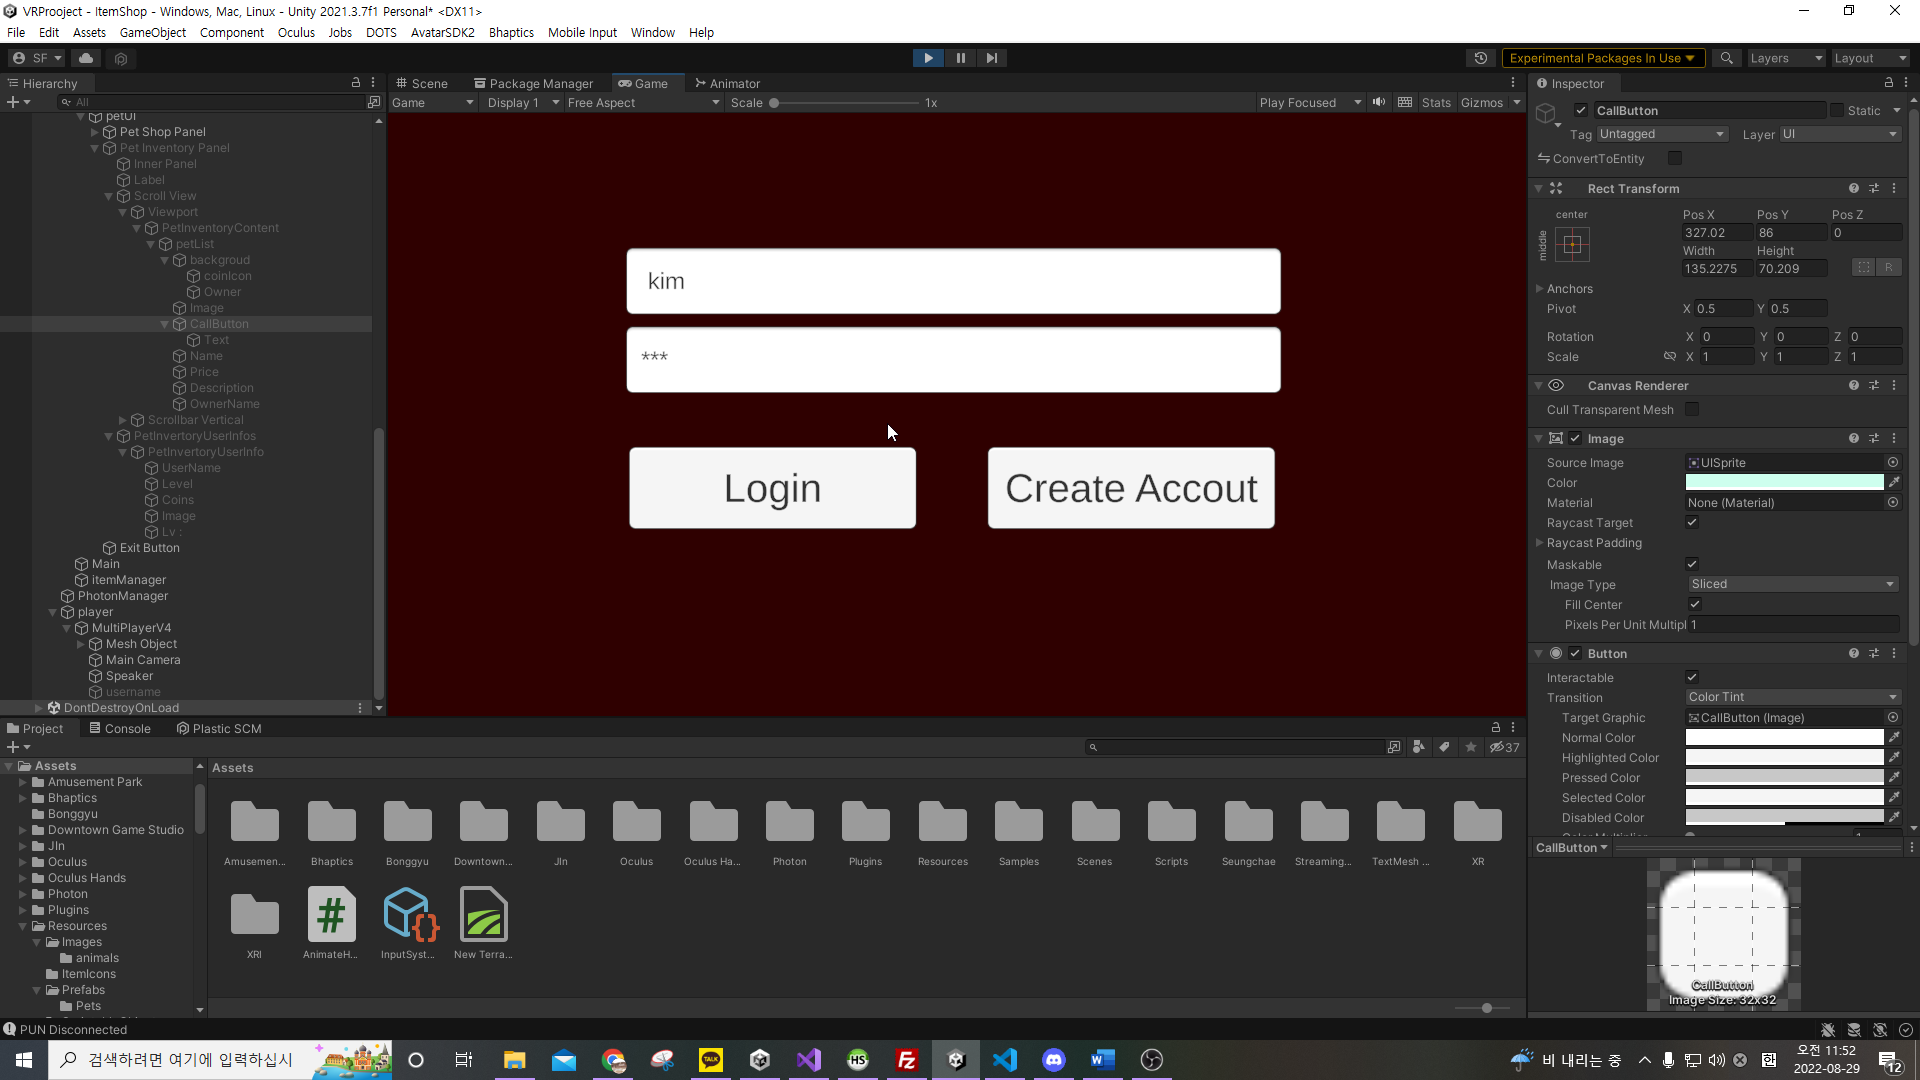 VRProoject - ItemShop - Windows, Mac, Linux - Unity 2021.3.7f1 Personal* <DX11>
File Edit Assets GameObject Component Oculus Jobs DOTS AvatarSDK2 Bhaptics Mobile Input Window Help
SF Experimental Packages In Use Layers Layout
Hierarchy
All
petUI
Pet Shop Panel
Pet Inventory Panel
Inner Panel
Label
Scroll View
Viewport
PetInventoryContent
petList
backgroud
coinIcon
Owner
Image
CallButton
Text
Name
Price
Description
OwnerName
Scrollbar Vertical
PetInvertoryUserInfos
PetInvertoryUserInfo
UserName
Level
Coins
Image
Lv :
Exit Button
Main
itemManager
PhotonManager
player
MultiPlayerV4
Mesh Object
Main Camera
Speaker
username
DontDestroyOnLoad
Scene Package Manager Game Animator
Game Display 1 Free Aspect Scale 1x Play Focused Stats Gizmos
kim
***
Login Create Accout
Inspector
CallButton Static
Tag Untagged Layer UI
ConvertToEntity
Rect Transform
center
middle
Pos X Pos Y Pos Z
327.02 86 0
Width Height
135.2275 70.209 R
Anchors
Pivot X 0.5 Y 0.5
Rotation X 0 Y 0 Z 0
Scale X 1 Y 1 Z 1
Canvas Renderer
Cull Transparent Mesh
Image
Source Image UISprite
Color
Material None (Material)
Raycast Target
Raycast Padding
Maskable
Image Type Sliced
Fill Center
Pixels Per Unit Multipl 1
Button
Interactable
Transition Color Tint
Target Graphic CallButton (Image)
Normal Color
Highlighted Color
Pressed Color
Selected Color
Disabled Color
CallButton
CallButton
Image Size: 32x32
Project Console Plastic SCM
37
Assets
Amusement Park
Bhaptics
Bonggyu
Downtown Game Studio
JIn
Oculus
Oculus Hands
Photon
Plugins
Resources
Images
animals
ItemIcons
Prefabs
Pets
Assets
Amusemen... Bhaptics Bonggyu Downtown... JIn Oculus Oculus Ha... Photon Plugins Resources Samples Scenes Scripts Seungchae Streaming... TextMesh ... XR
XRI AnimateH... InputSyst... New Terra...
PUN Disconnected
검색하려면 여기에 입력하십시
TALK HS
비 내리는 중
한
오전 11:52
2022-08-29
12